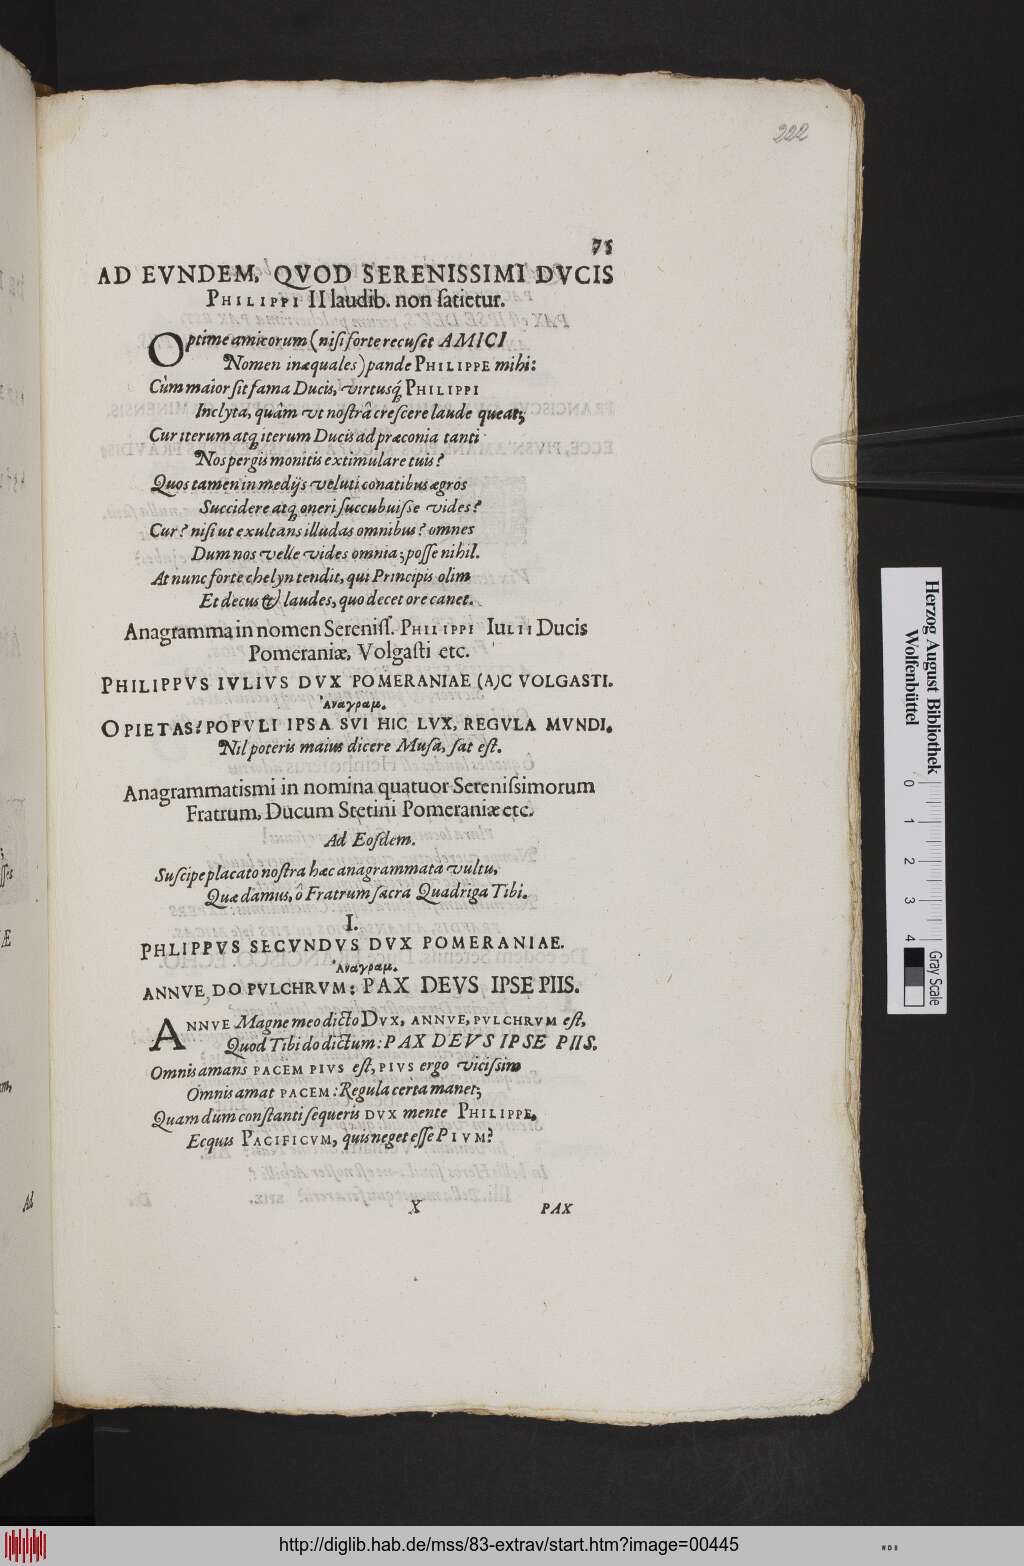 222
75
AD EVNDEM, QVOD SERENISSIMI DVCIS
PHILIPPI II laudib. non ſatietur.
Optime amicorum (niſi forte recuſet AMICI
Nomen inæquales) pande PHILIPPE mihi:
Cùm maior ſit fama Ducis, virtusq́ PHILIPPI
Inclyta, quàm vt noſtrâ creſcere laude queat;
Cur iterum atq́ iterum Ducis ad præconia tanti
Nos pergis monitis extimulare tuis?
Quos tamen in medijs veluti conatibus ægros
Succidere atq́ oneri ſuccubuiſſe vides?
Cur? niſi ut exultans illudas omnibus? omnes
Dum nos velle vides omnia; poſſe nihil.
At nunc forte chelyn tendit, qui Principis olim
Et decus & laudes, quo decet ore canet.
Anagramma in nomen Sereniſſ. PHILIPPI IULII Ducis
Pomeraniæ, Volgaſti etc.
PHILIPPVS IVLIVS DVX POMERANIAE (A)C VOLGASTI.
Ἀναγραμ.
O PIETAS! POPVLI IPSA SVI HIC LVX, REGVLA MVNDI.
Nil poteris maius dicere Muſa, ſat eſt.
Anagrammatismi in nomina quatuor Sereniſsimorum
Fratrum, Ducum Stetini Pomeraniæ etc.
Ad Eoſdem.
Suſcipe placato noſtra hæc anagrammata vultu,
Quæ damus, ô Fratrum ſacra Quadriga Tibi.
I.
PHLIPPVS SECVNDVS DVX POMERANIAE.
Ἀναγραμ.
ANNVE, DO PVLCHRVM: PAX DEVS IPSE PIIS.
ANNVE Magne meo dicto DVX, ANNVE, PVLCHRVM eſt,
Quod Tibi do dictum: PAX DEVS IPSE PIIS.
Omnis amans PACEM PIVS eſt, PIVS ergo viciſsim
Omnis amat PACEM: Regula certa manet;
Quam dum conſtanti ſequeris DVX mente PHILIPPE,
Ecquis PACIFICVM, quis neget eſſe PIVM?
X
PAX
Ad
Herzog August Bibliothek
Wolfenbüttel
0 1 2 3 4
Gray Scale
http://diglib.hab.de/mss/83-extrav/start.htm?image=00445